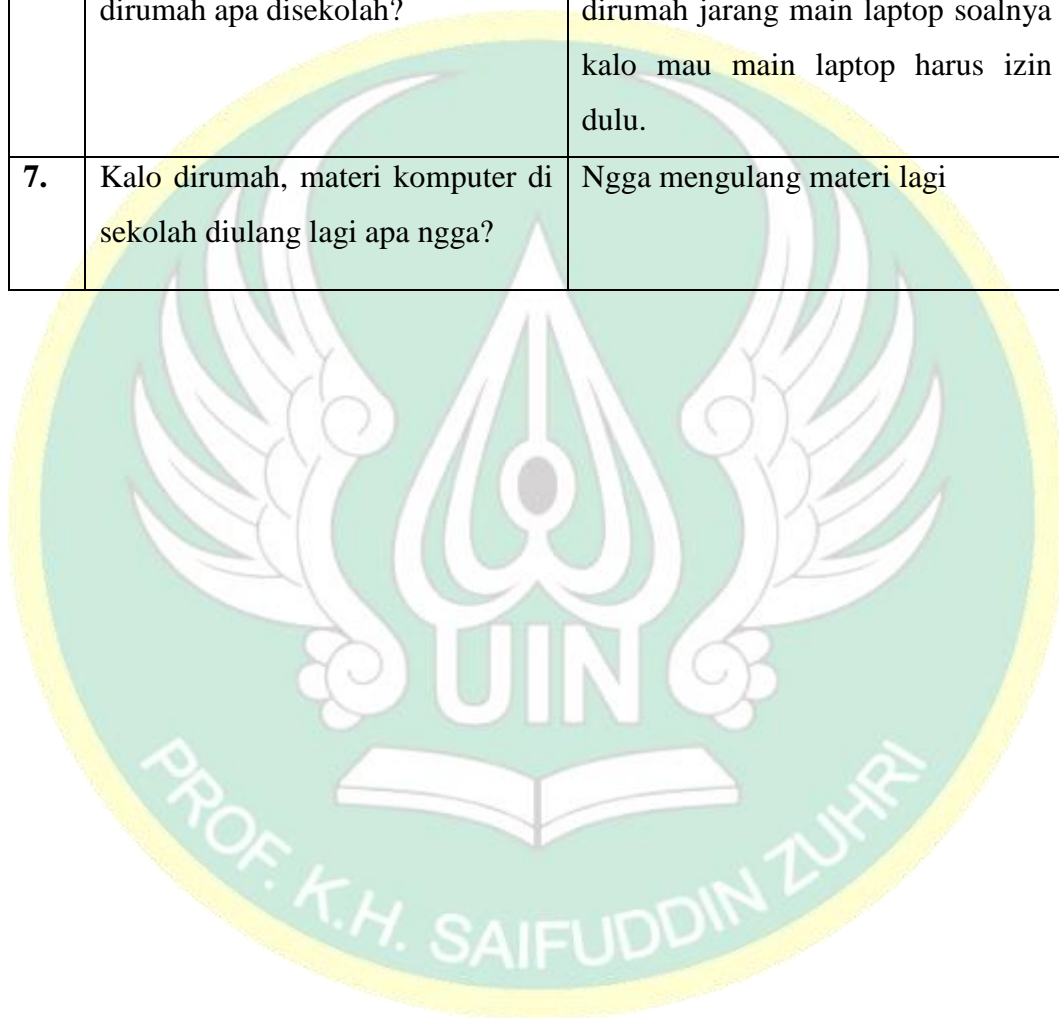 dirumah apa disekolah?
dirumah jarang main laptop soalnya
kalo mau main laptop harus izin
dulu.
7.
Kalo dirumah, materi komputer di
sekolah diulang lagi apa ngga?
Ngga mengulang materi lagi
UIN
PROF. K.H. SAIFUDDIN ZUHRI